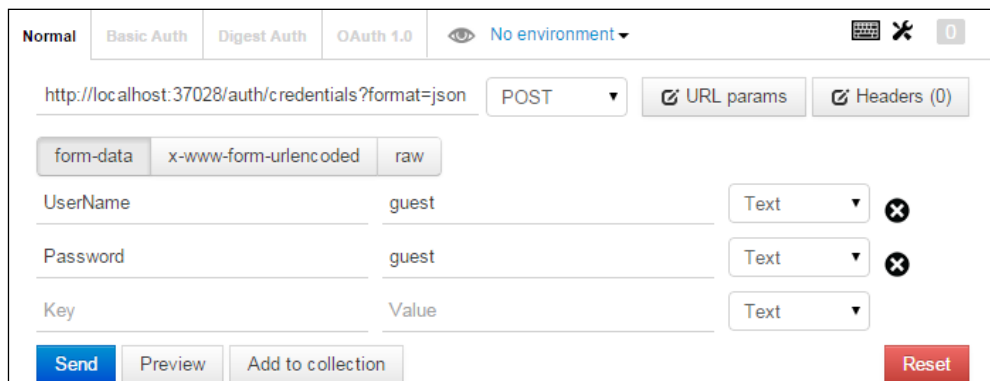 Normal Basic Auth Digest Auth OAuth 1.0 No environment 0
http://localhost:37028/auth/credentials?format=json POST URL params Headers (0)
form-data x-www-form-urlencoded raw
UserName guest Text
Password guest Text
Key Value Text
Send Preview Add to collection Reset